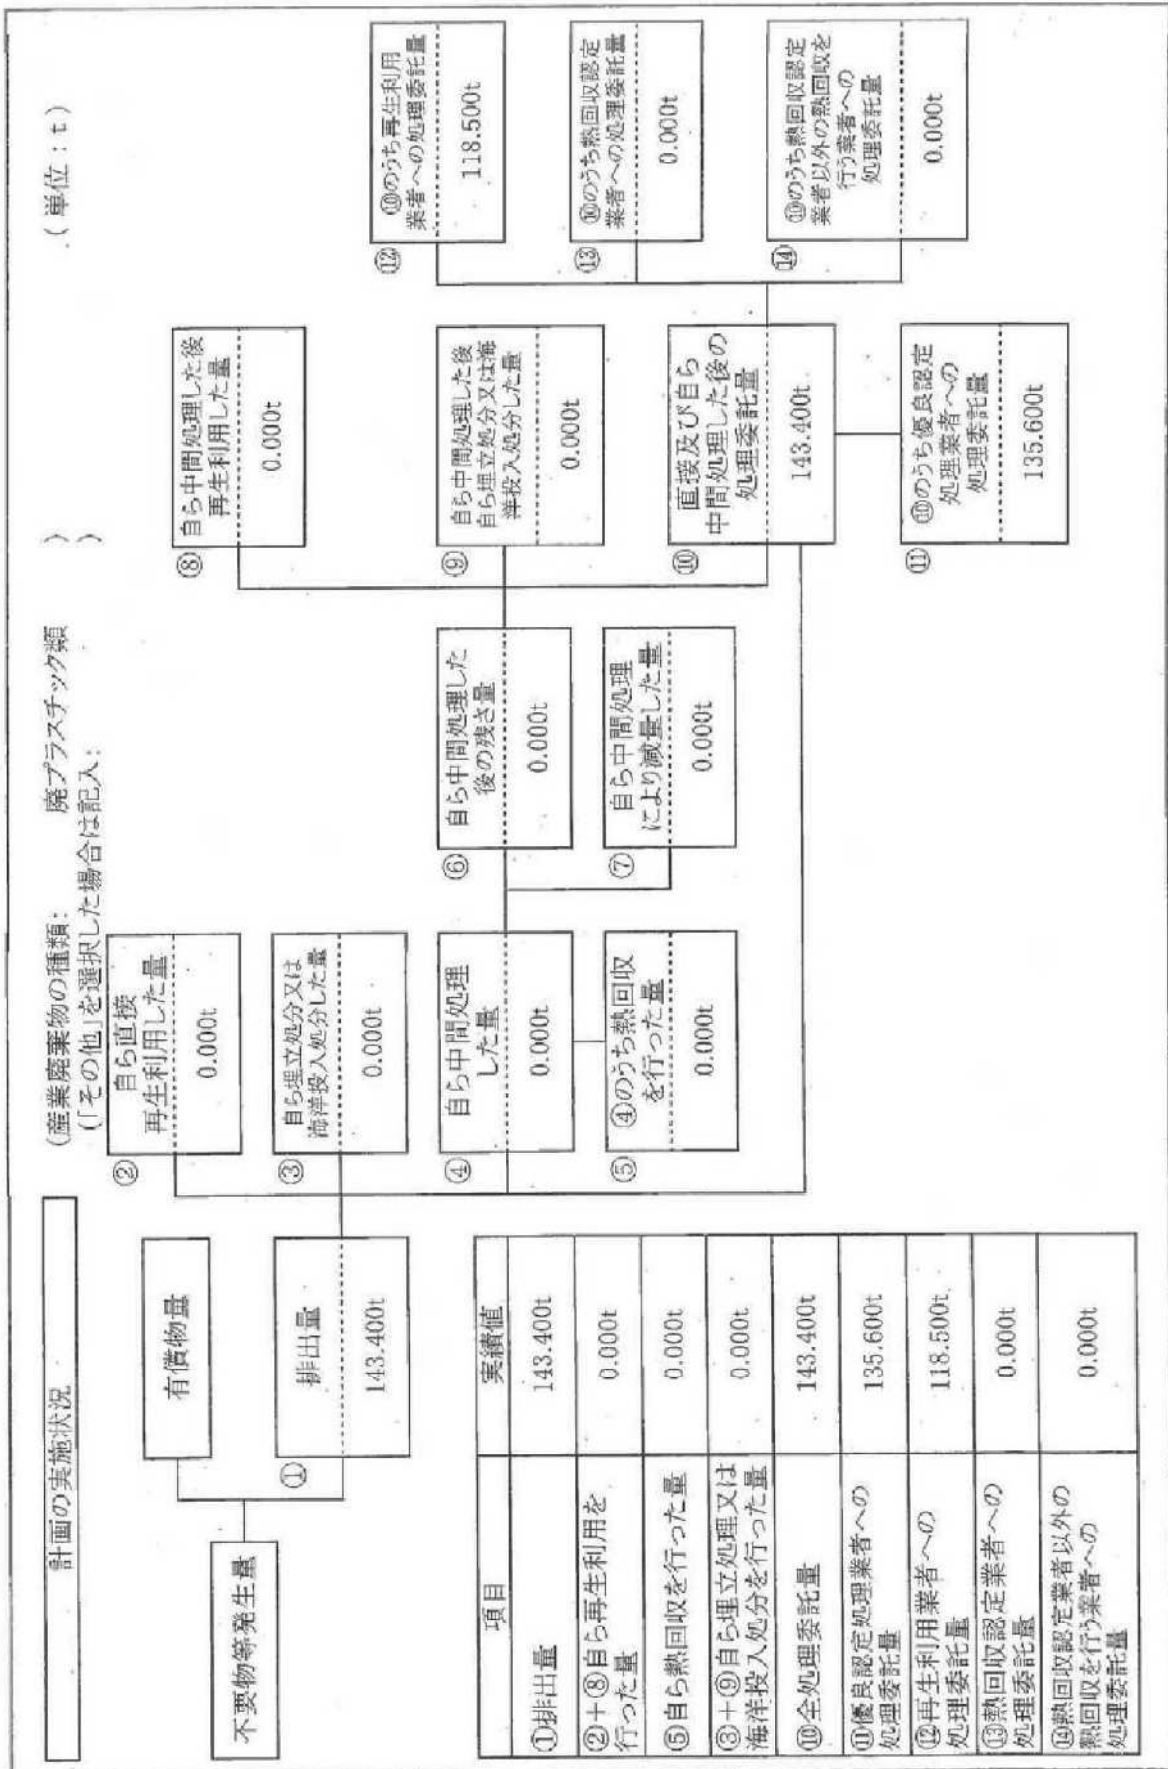 計画の実施状況
(産業廃棄物の種類： 廃プラスチック類 )
(「その他」を選択した場合は記入： )
(単位：t)
不要物等発生量
有償物量
①
排出量
143.400t
②
自ら直接
再生利用した量
0.000t
③
自ら埋立処分又は
海洋投入処分した量
0.000t
④
自ら中間処理
した量
0.000t
⑤
④のうち熱回収
を行った量
0.000t
⑥
自ら中間処理した
後の残さ量
0.000t
⑦
自ら中間処理
により減量した量
0.000t
⑧
自ら中間処理した後
再生利用した量
0.000t
⑨
自ら中間処理した後
自ら埋立処分又は海
洋投入処分した量
0.000t
⑩
直接及び自ら
中間処理した後の
処理委託量
143.400t
⑪
⑩のうち優良認定
処理業者への
処理委託量
135.600t
⑫
⑩のうち再生利用
業者への処理委託量
118.500t
⑬
⑩のうち熱回収認定
業者への処理委託量
0.000t
⑭
⑩のうち熱回収認定
業者以外の熱回収を
行う業者への
処理委託量
0.000t
項目 実績値
①排出量 143.400t
②+⑧自ら再生利用を
行った量 0.000t
⑤自ら熱回収を行った量 0.000t
③+⑨自ら埋立処理又は
海洋投入処分を行った量 0.000t
⑩全処理委託量 143.400t
⑪優良認定処理業者への
処理委託量 135.600t
⑫再生利用業者への
処理委託量 118.500t
⑬熱回収認定業者への
処理委託量 0.000t
⑭熱回収認定業者以外の
熱回収を行う業者への
処理委託量 0.000t